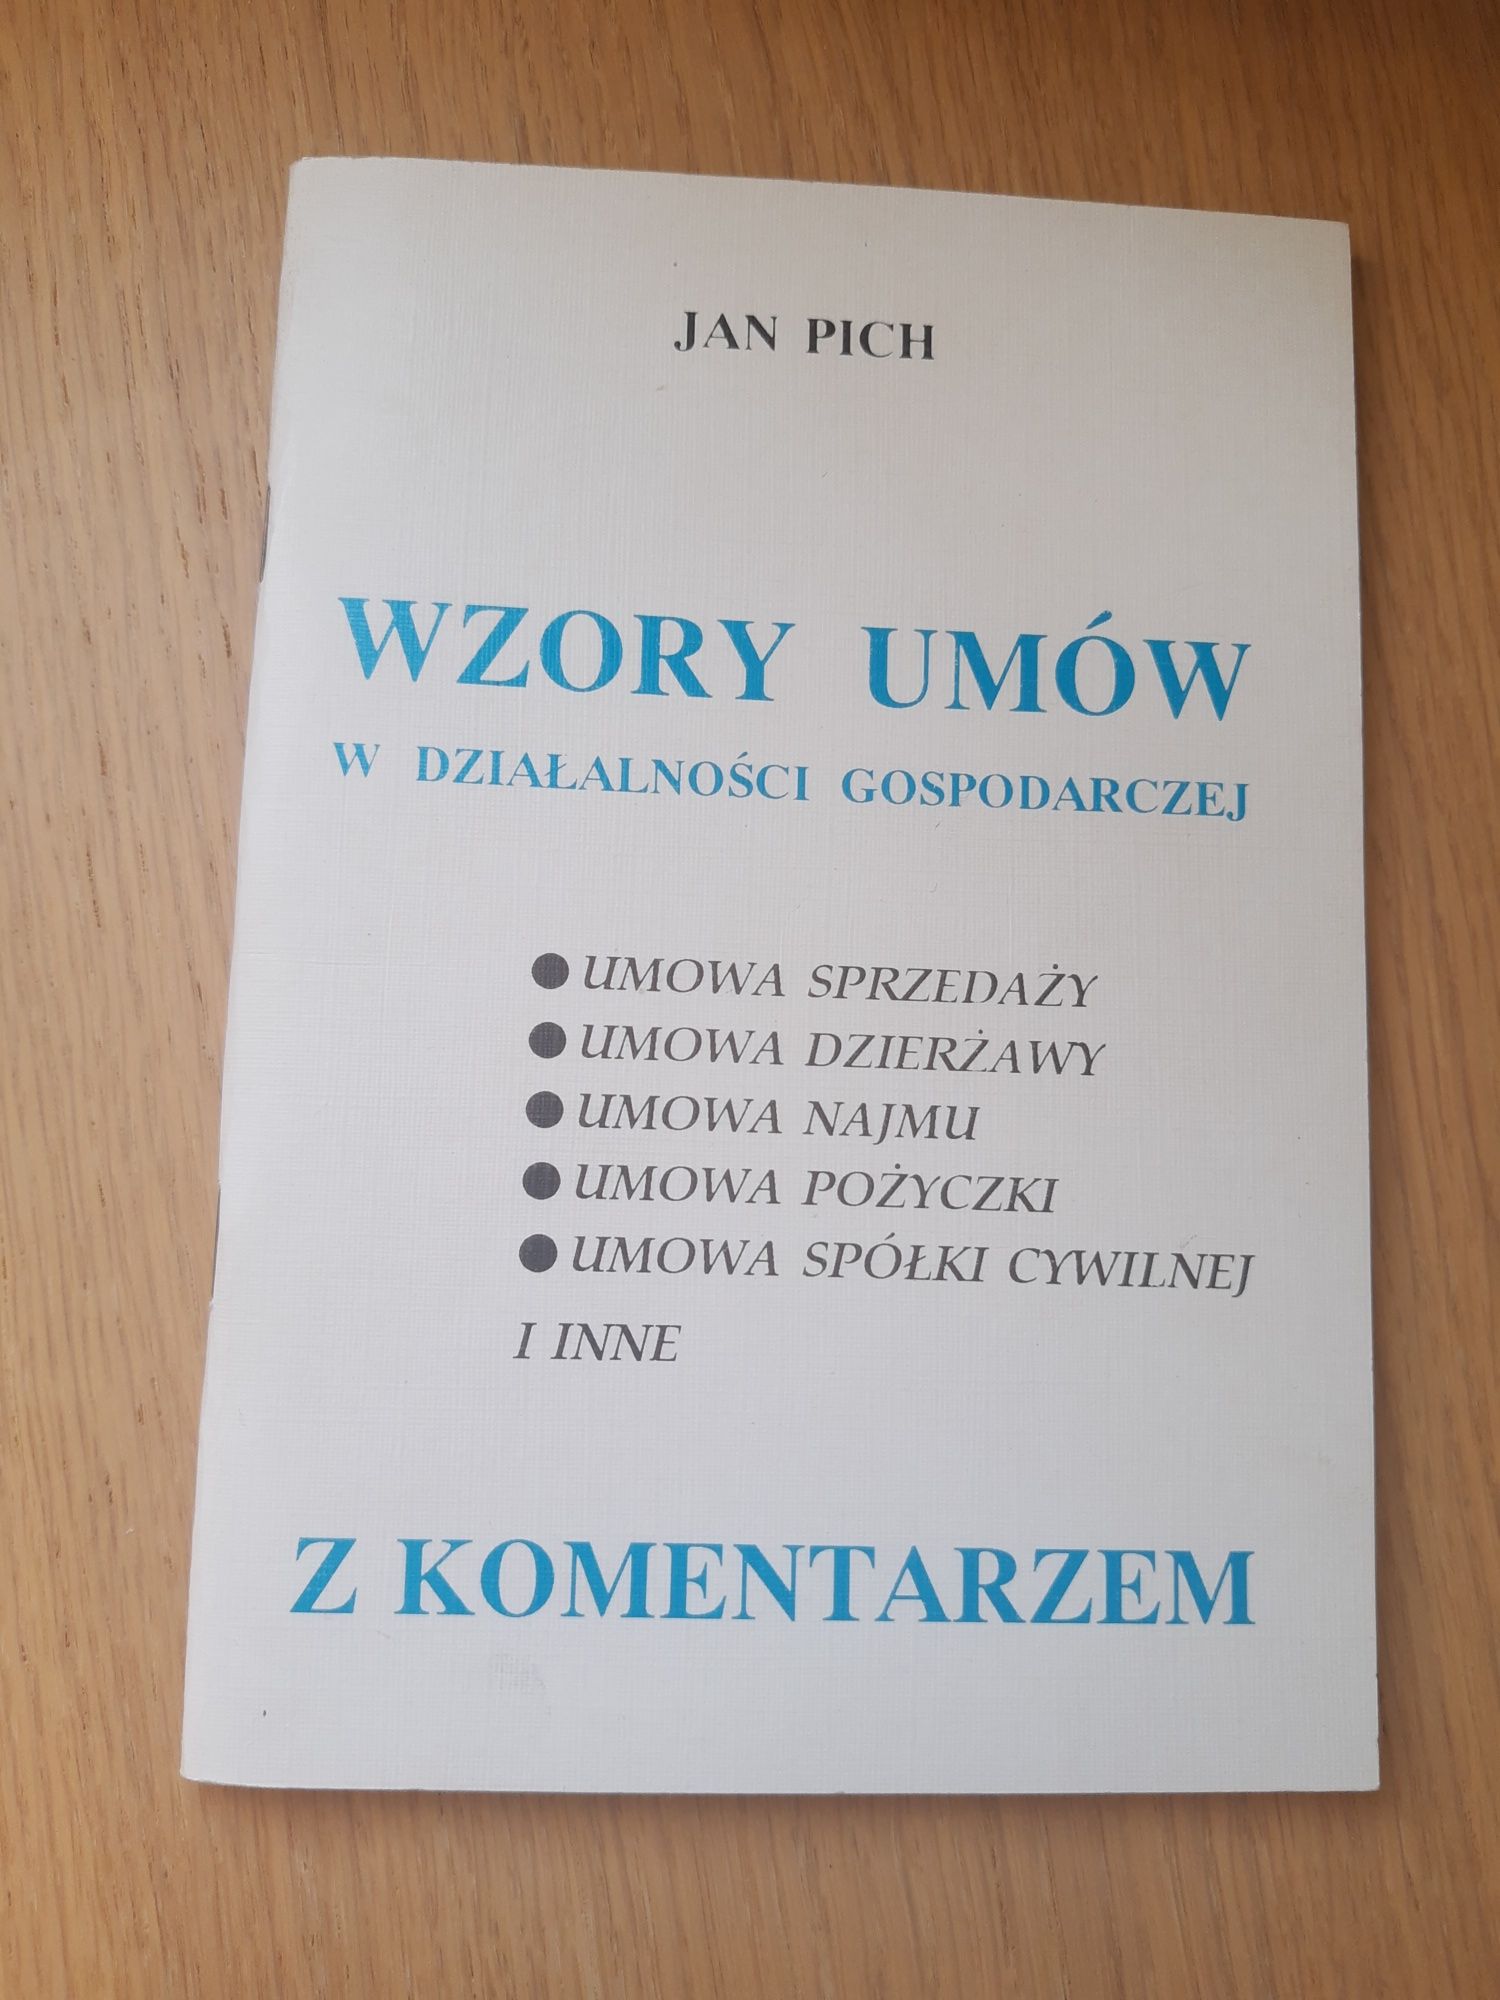 JAN PICH
WZORY UMÓW
W DZIAŁALNOŚCI GOSPODARCZEJ
● UMOWA SPRZEDAŻY
● UMOWA DZIERŻAWY
● UMOWA NAJMU
● UMOWA POŻYCZKI
● UMOWA SPÓŁKI CYWILNEJ
I INNE
Z KOMENTARZEM